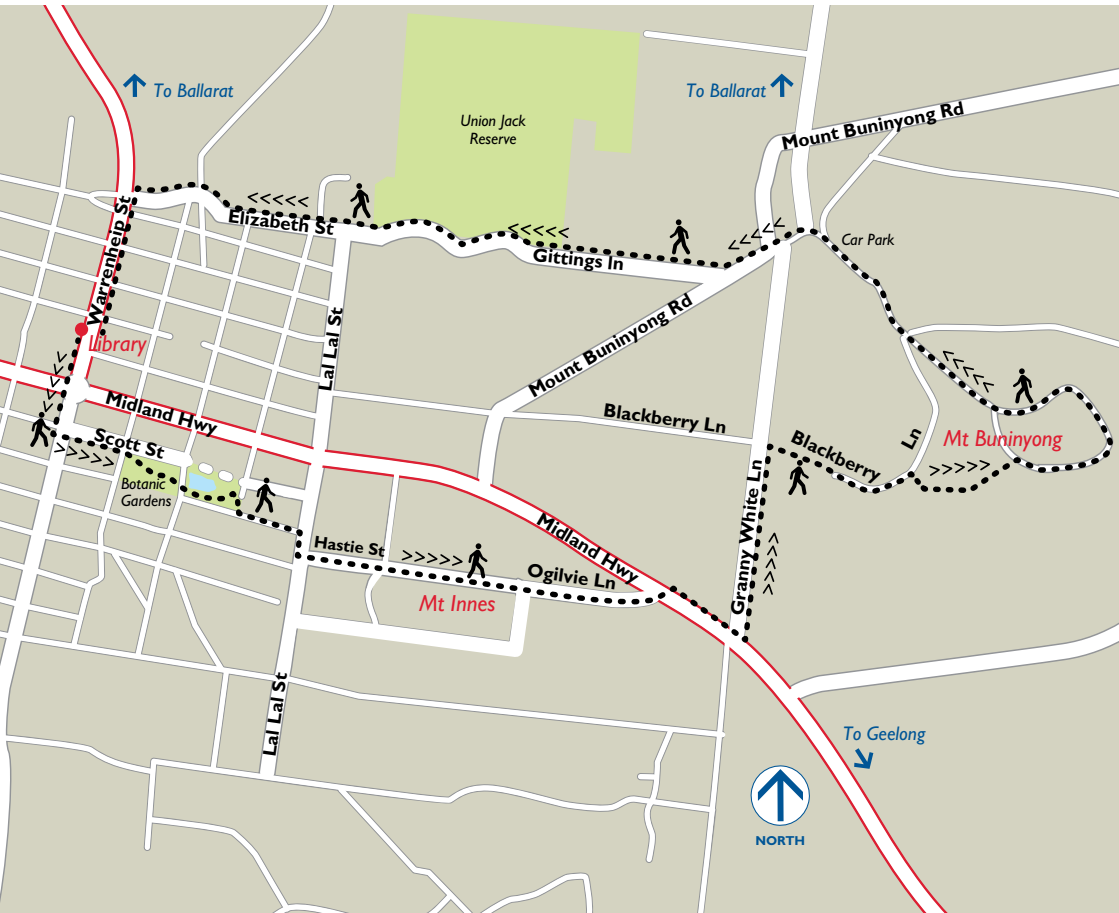 To Ballarat
To Ballarat
Union Jack
Reserve
Mount Buninyong Rd
<<<<<
Elizabeth St
Warrenheip St
<<<<<
<<<<<
Gittings ln
Car Park
Library
<<<<<
Lal Lal St
Mount Buninyong Rd
<<<<<
Midland Hwy
Blackberry Ln
Scott St
>>>>>
Blackberry
Ln
Mt Buninyong
>>>>>
Botanic
Gardens
Granny White Ln
>>>>>
Midland Hwy
Hastie St
>>>>>
Ogilvie Ln
Mt Innes
Lal Lal St
To Geelong
NORTH